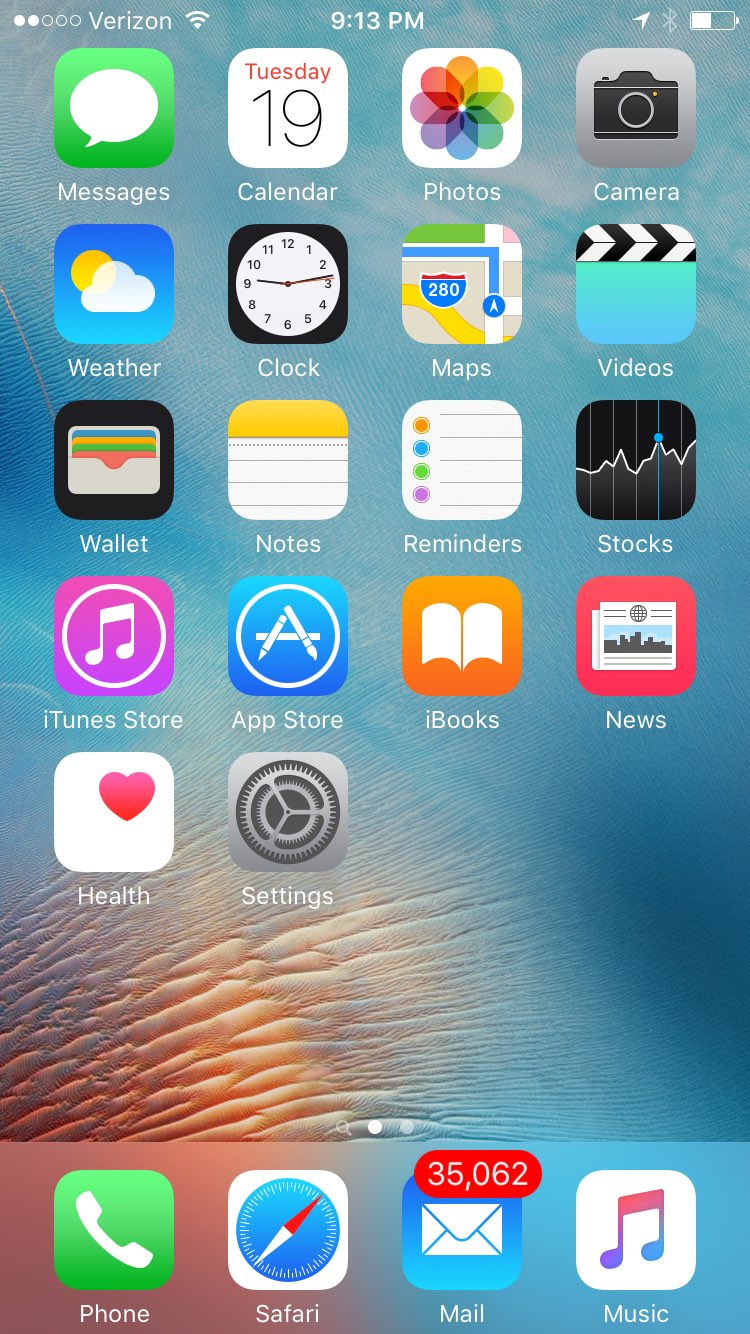 Verizon 9:13 PM
Tuesday
19
Messages Calendar Photos Camera
12
11 1
10 2
9 3
8 4
7 5
6
280
Weather Clock Maps Videos
Wallet Notes Reminders Stocks
iTunes Store App Store iBooks News
Health Settings
35,062
Phone Safari Mail Music